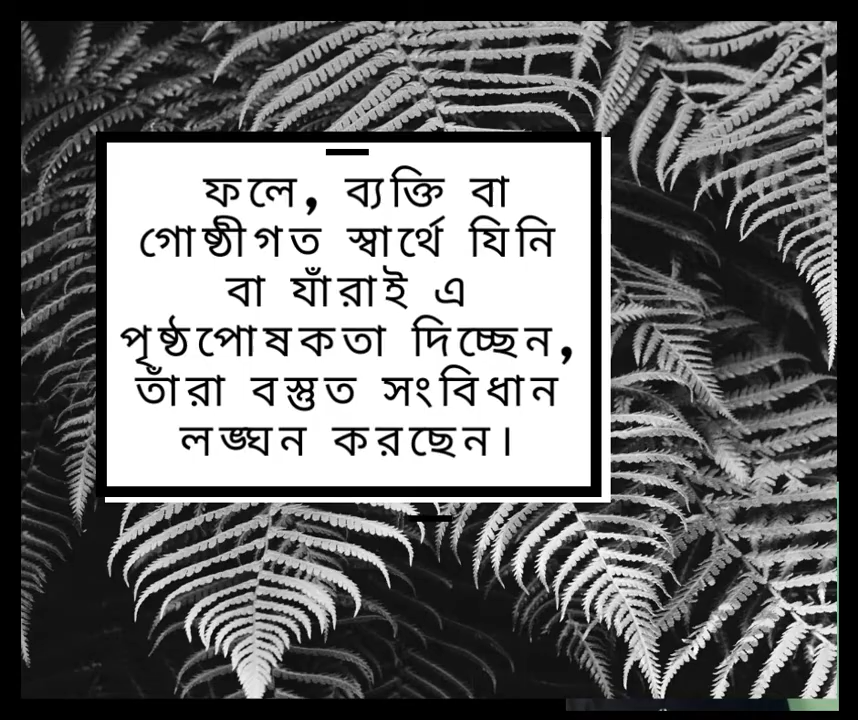 ফলে, ব্যক্তি বা
গোষ্ঠীগত স্বার্থে যিনি
বা যাঁরাই এ
পৃষ্ঠপোষকতা দিচ্ছেন,
তাঁরা বস্তুত সংবিধান
লঙ্ঘন করছেন।